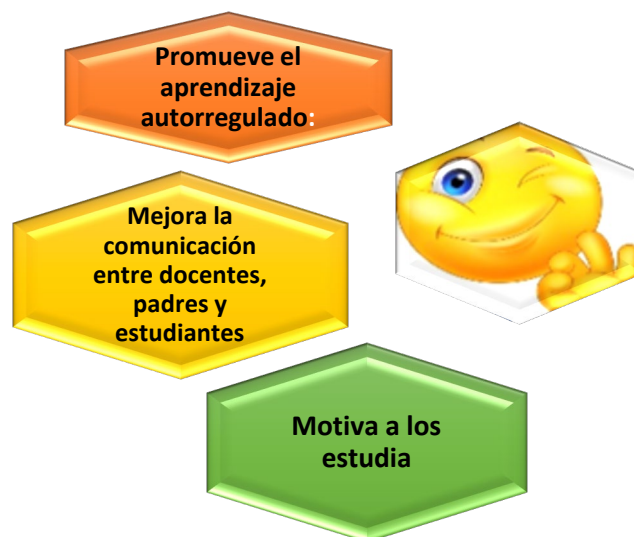 Promueve el
aprendizaje
autorregulado:
Mejora la
comunicación
entre docentes,
padres y
estudiantes
Motiva a los
estudia